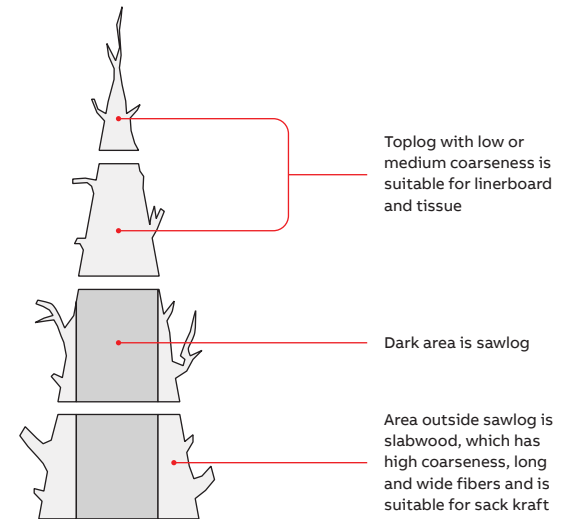 Toplog with low or
medium coarseness is
suitable for linerboard
and tissue
Dark area is sawlog
Area outside sawlog is
slabwood, which has
high coarseness, long
and wide fibers and is
suitable for sack kraft